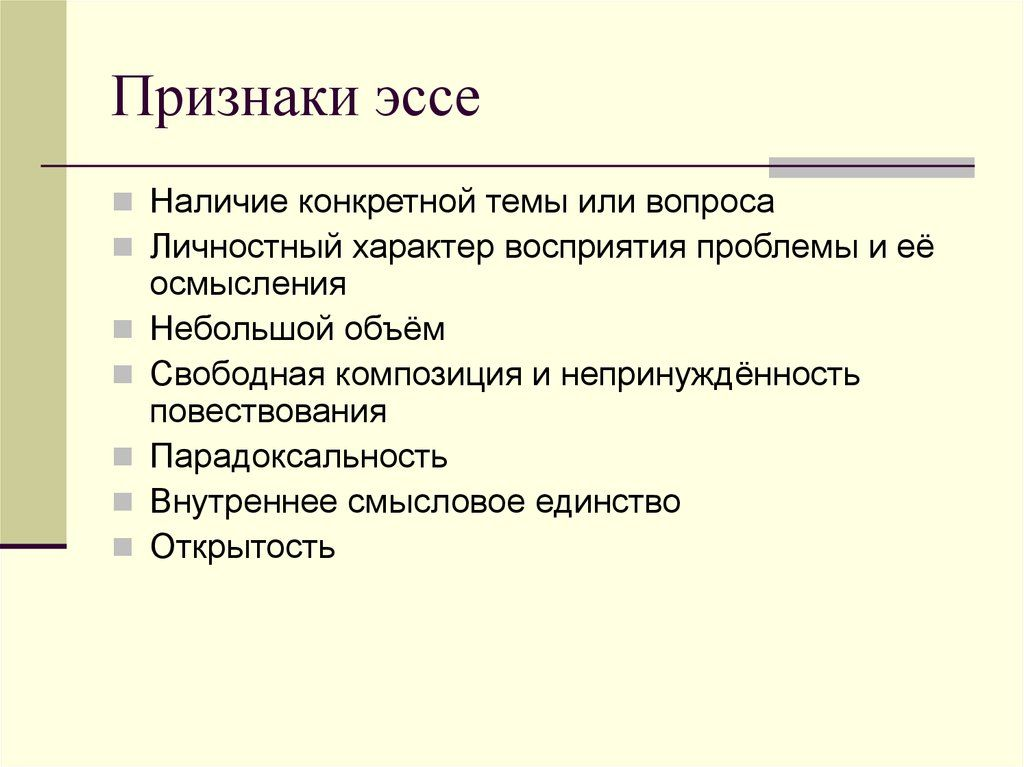 Признаки эссе
Наличие конкретной темы или вопроса
Личностный характер восприятия проблемы и её
осмысления
Небольшой объём
Свободная композиция и непринуждённость
повествования
Парадоксальность
Внутреннее смысловое единство
Открытость